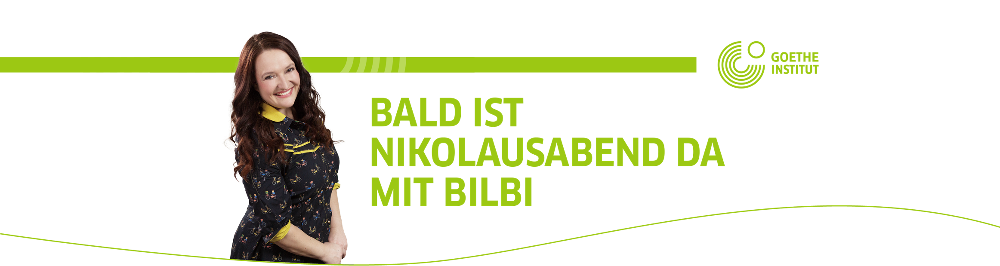 GOETHE
INSTITUT
BALD IST
NIKOLAUSABEND DA
MIT BILBI